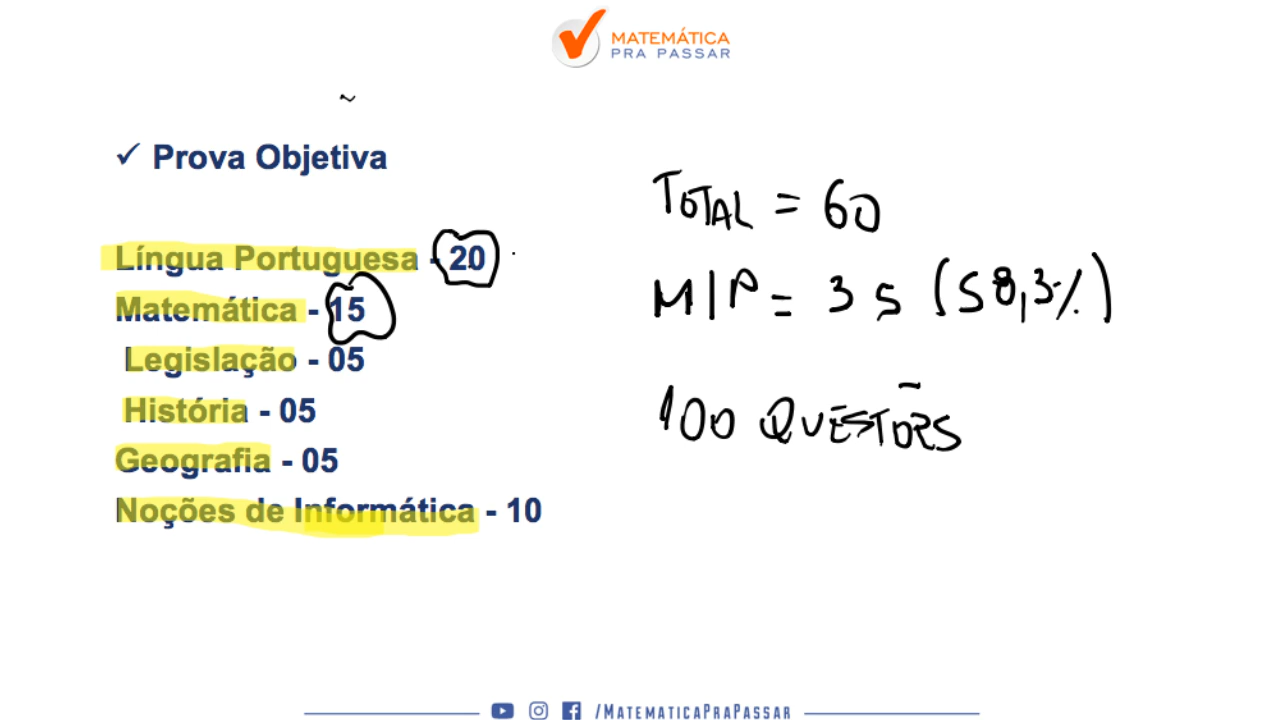 MATEMÁTICA
PRA PASSAR
✓ Prova Objetiva
Língua Portuguesa - 20
Matemática - 15
Legislação - 05
História - 05
Geografia - 05
Noções de Informática - 10
TOTAL = 60
M/P = 35 (58,3%)
100 QUESTÕES
/MATEMATICAPRAPASSAR